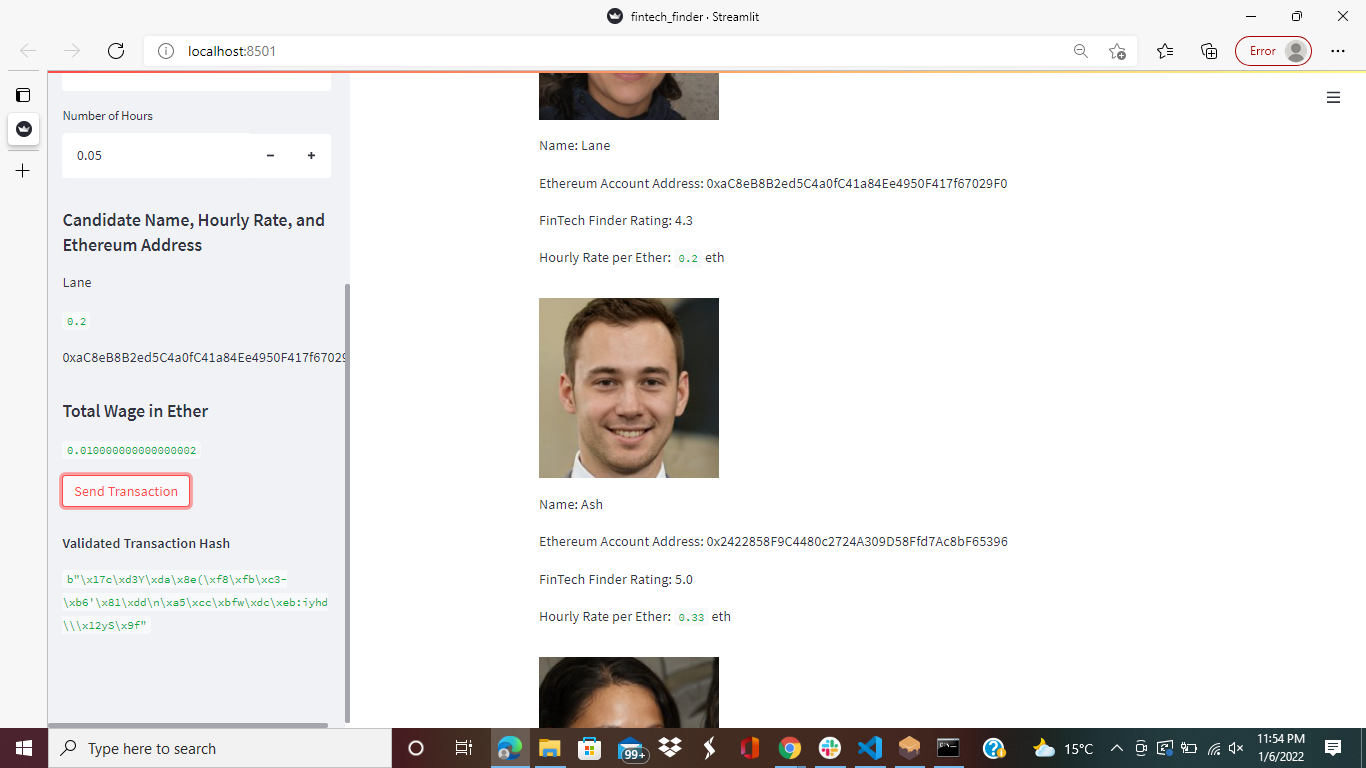 fintech_finder · Streamlit
localhost:8501
Error
Number of Hours
0.05
Candidate Name, Hourly Rate, and
Ethereum Address
Lane
0.2
0xaC8eB8B2ed5C4a0fC41a84Ee4950F417f67029
Total Wage in Ether
0.010000000000000002
Send Transaction
Validated Transaction Hash
b"\x17c\xd3Y\xda\x8e(\xf8\xfb\xc3-
\xb6'\x81\xdd\n\xa5\xcc\xbfw\xdc\xeb:iyhd
\\\x12yS\x9f"
Name: Lane
Ethereum Account Address: 0xaC8eB8B2ed5C4a0fC41a84Ee4950F417f67029F0
FinTech Finder Rating: 4.3
Hourly Rate per Ether: 0.2 eth
Name: Ash
Ethereum Account Address: 0x2422858F9C4480c2724A309D58Ffd7Ac8bF65396
FinTech Finder Rating: 5.0
Hourly Rate per Ether: 0.33 eth
Type here to search
99+
15°C
11:54 PM
1/6/2022